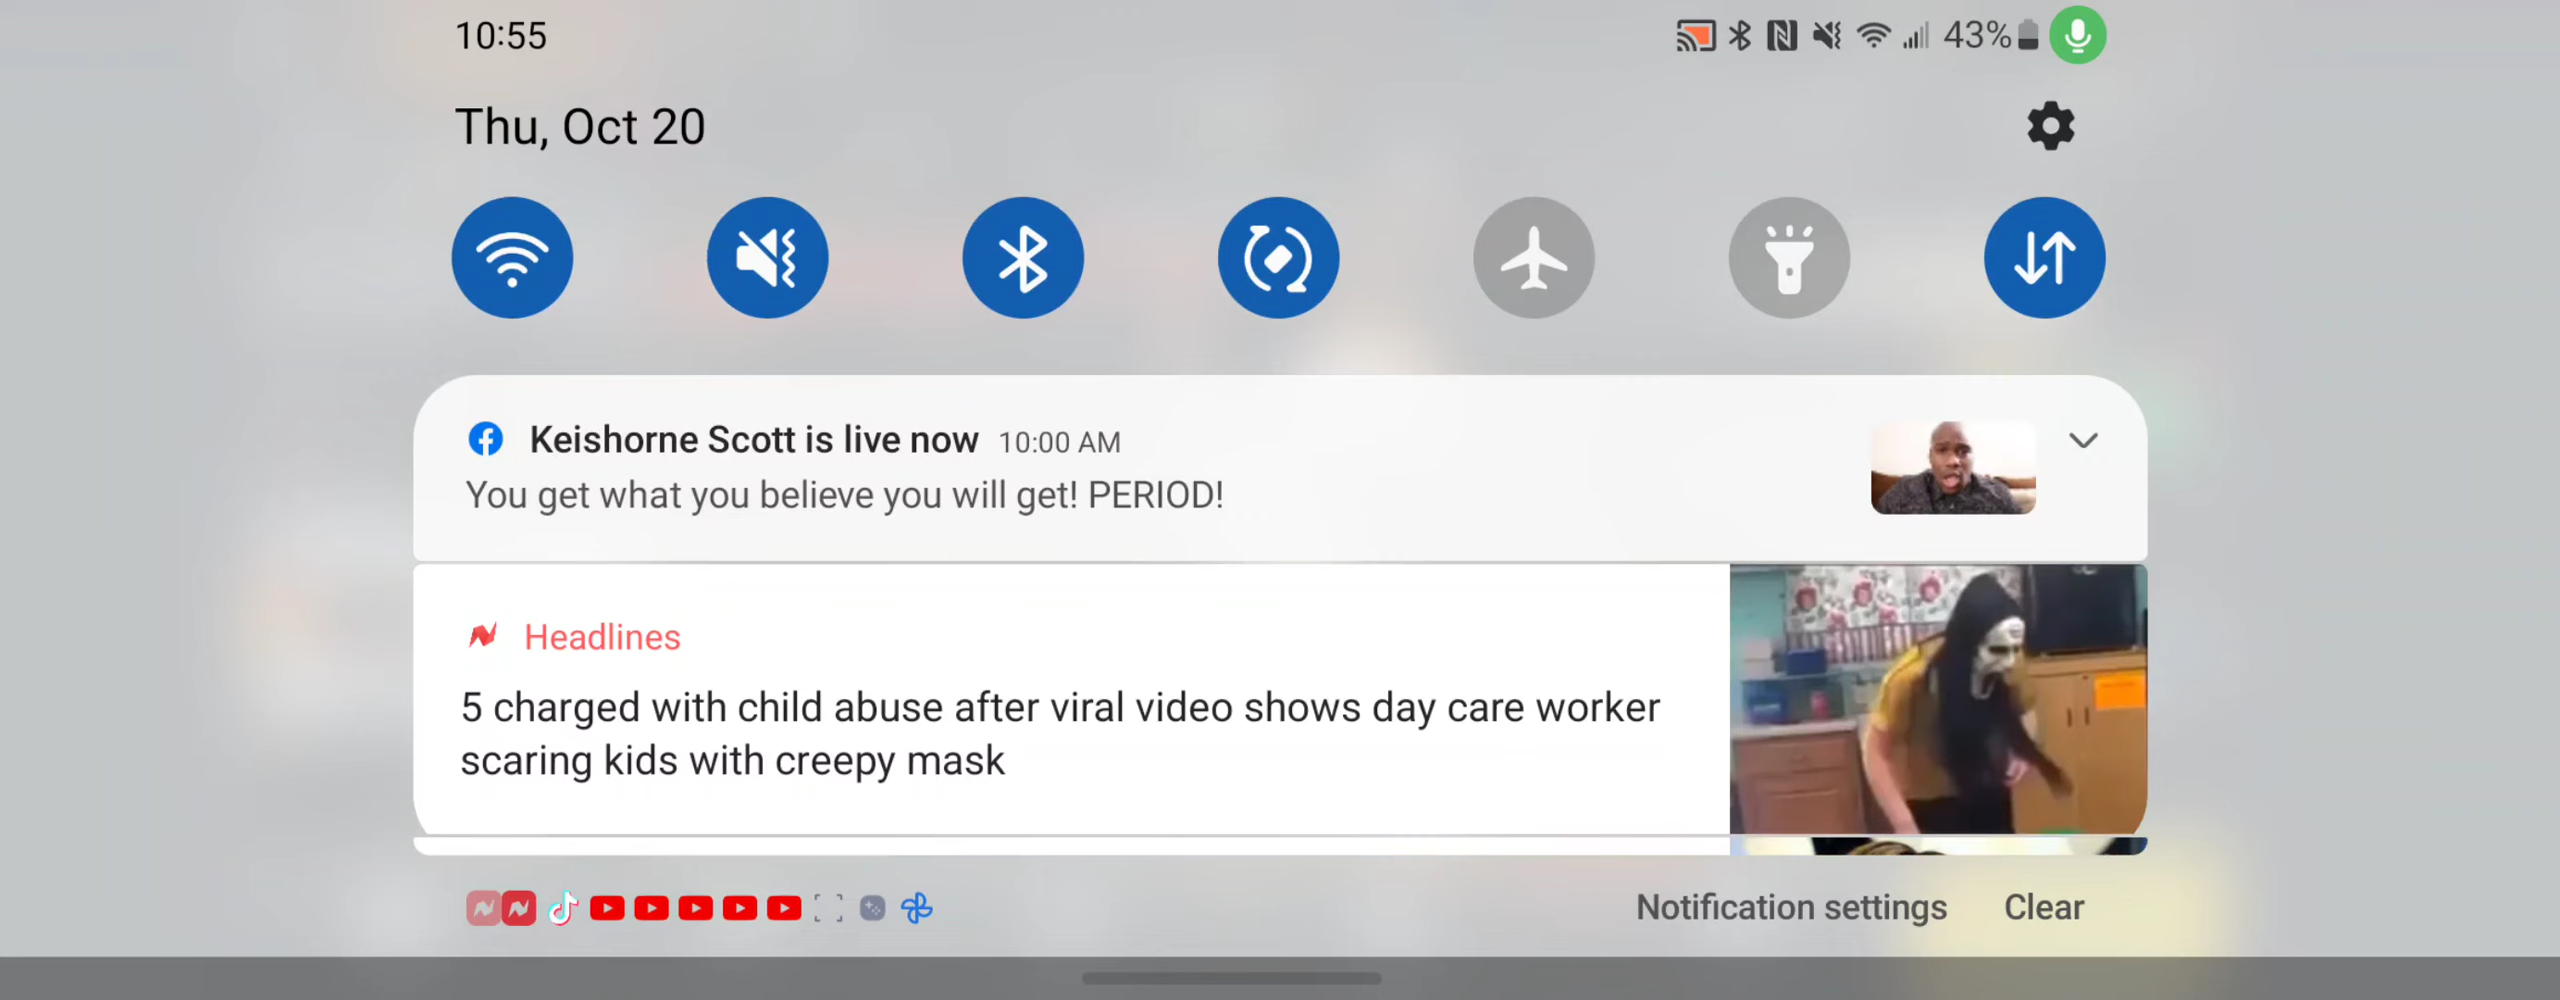 10:55
43%
Thu, Oct 20
Keishorne Scott is live now 10:00 AM
You get what you believe you will get! PERIOD!
Headlines
5 charged with child abuse after viral video shows day care worker
scaring kids with creepy mask
Notification settings Clear